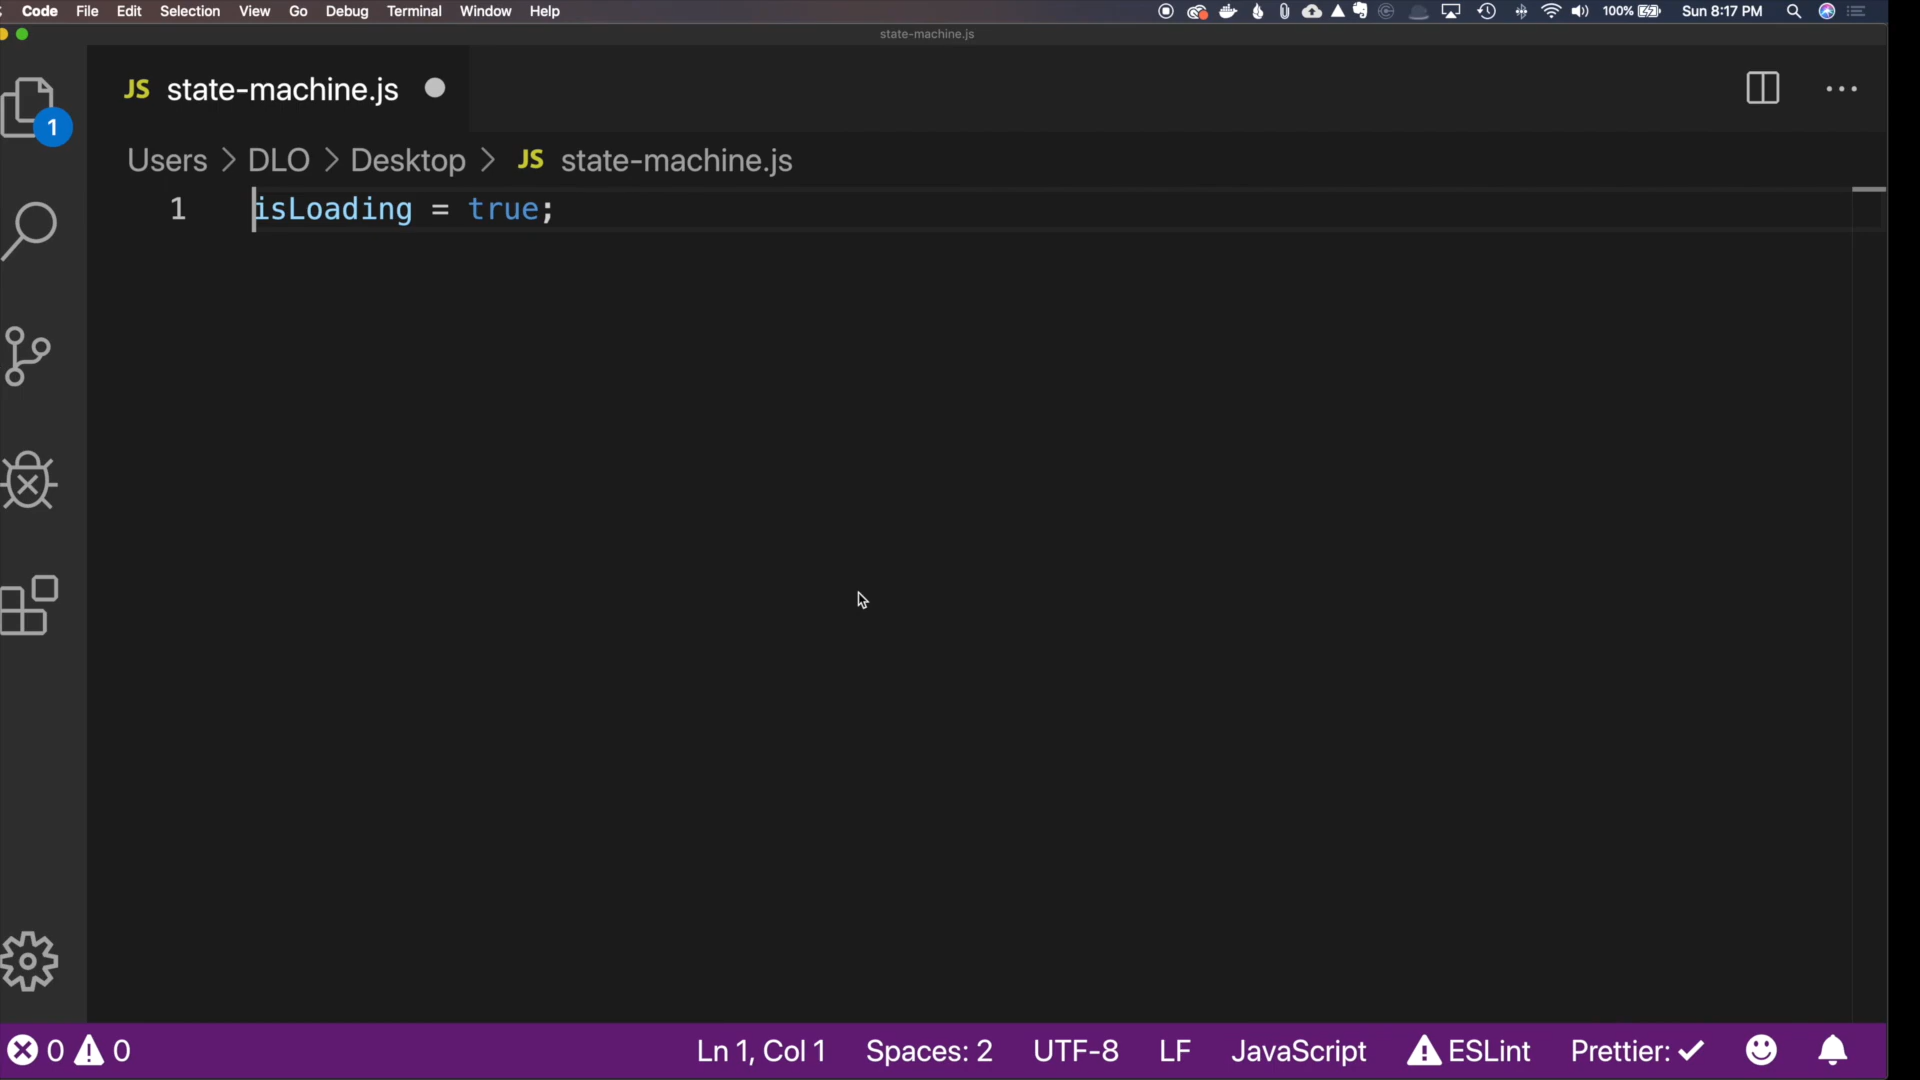 Code File Edit Selection View Go Debug Terminal Window Help 100% Sun 8:17 PM
state-machine.js
JS state-machine.js
1
Users > DLO > Desktop > JS state-machine.js
1 isLoading = true;
0 0 Ln 1, Col 1 Spaces: 2 UTF-8 LF JavaScript ESLint Prettier: ✓